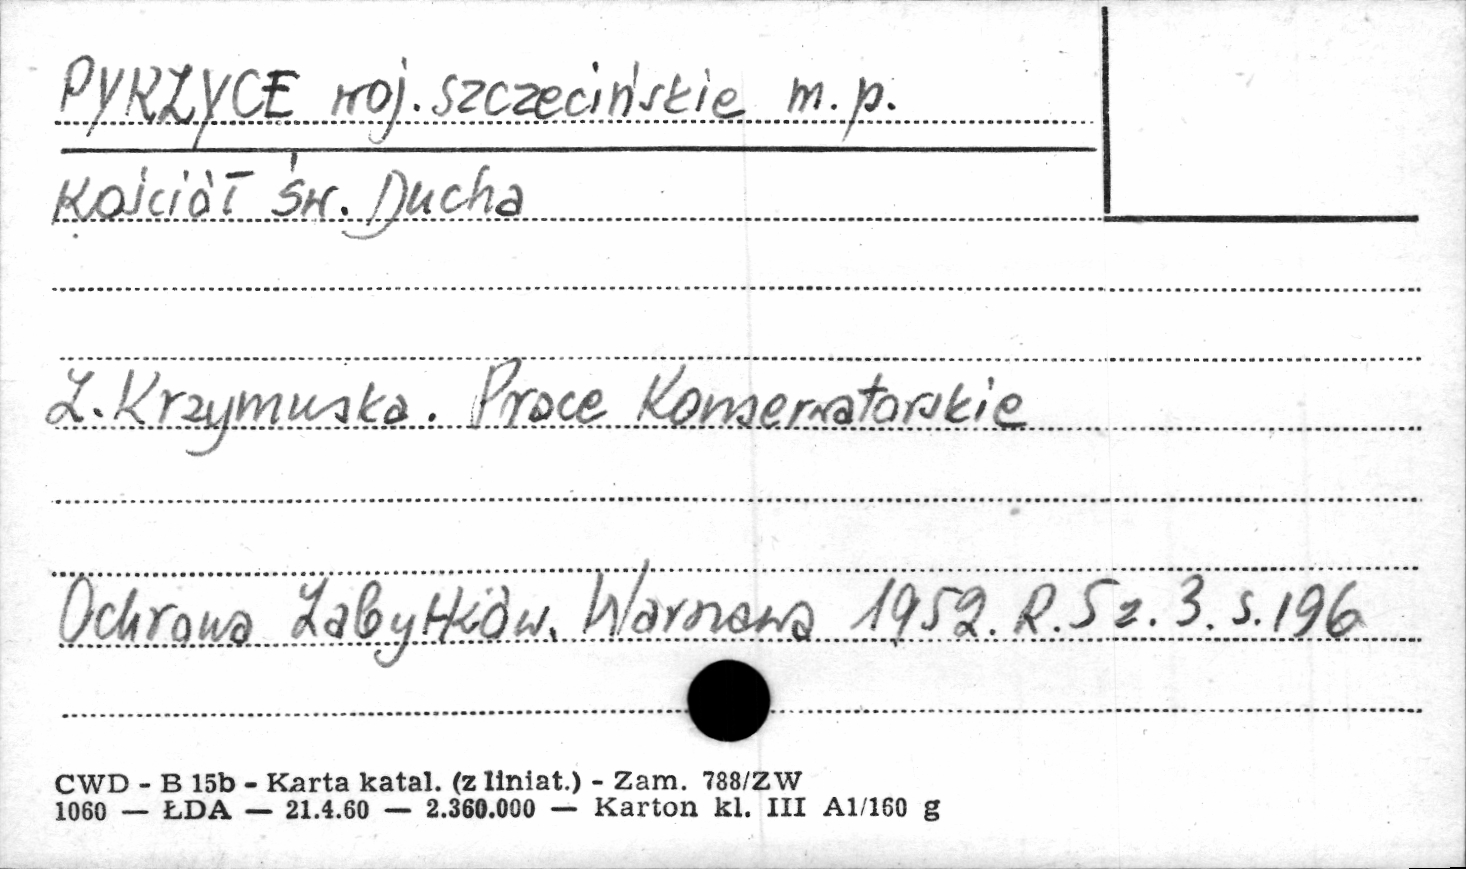 PYRZYCE woj. szczecińskie m. p.
Kościół św. Ducha
Z. Krzymuska. Prace Konserwatorskie
Ochrona Zabytków. Warszawa 1952. R. 5 z. 3. s. 196
CWD - B 15b - Karta katal. (z liniat.) - Zam. 788/ZW
1060 — ŁDA — 21.4.60 — 2.360.000 — Karton kl. III A1/160 g